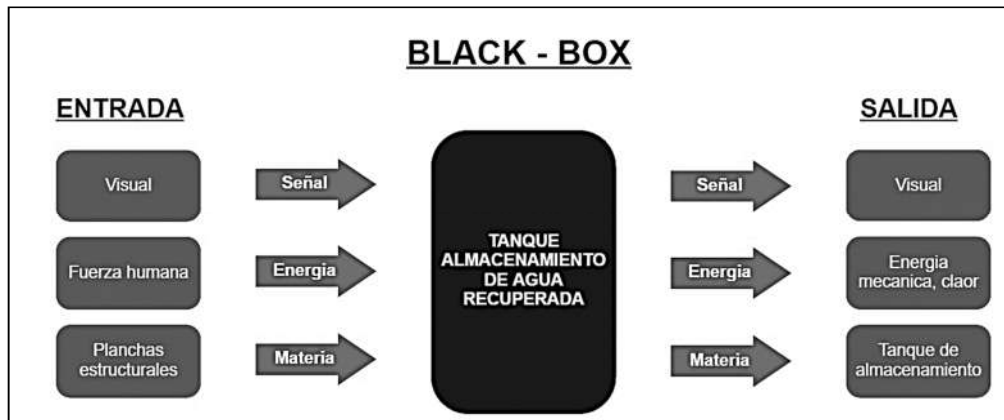 BLACK - BOX
ENTRADA
SALIDA
Visual
Señal
Señal
Visual
TANQUE
ALMACENAMIENTO
DE AGUA
RECUPERADA
Fuerza humana
Energia
Energia
Energia
mecanica, claor
Planchas
estructurales
Materia
Materia
Tanque de
almacenamiento